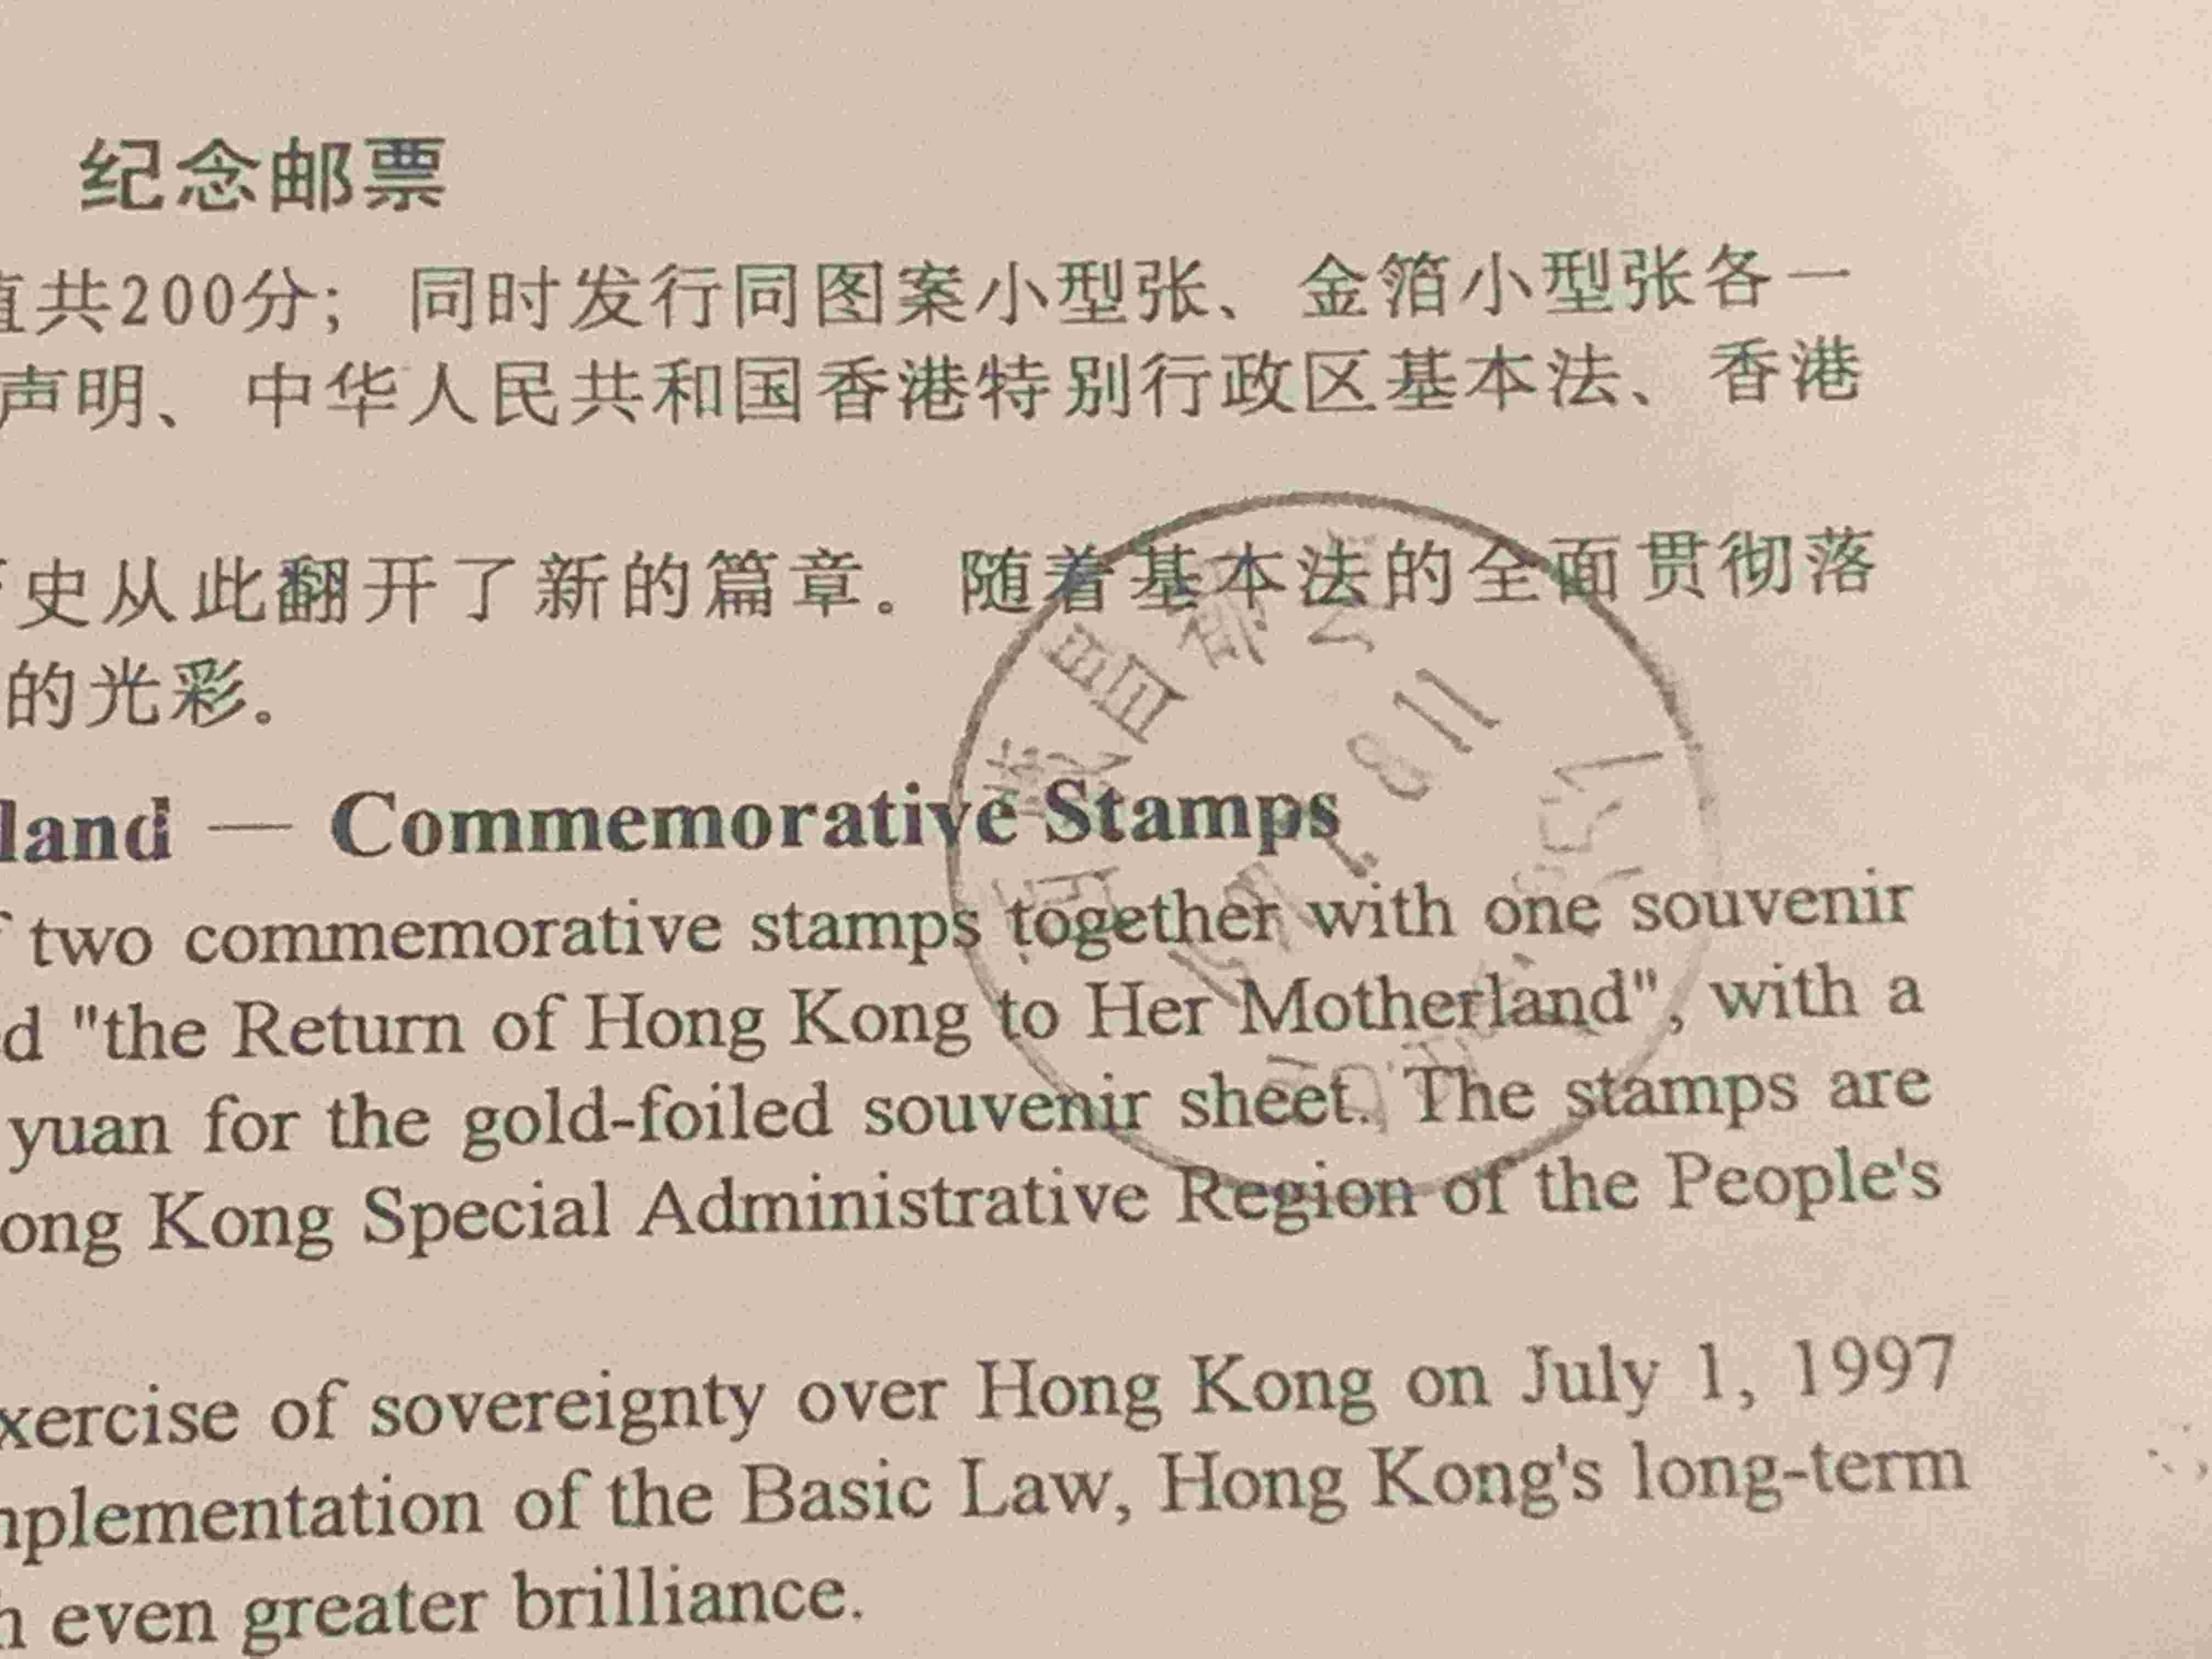 纪念邮票
值共200分；同时发行同图案小型张、金箔小型张各一
声明、中华人民共和国香港特别行政区基本法、香港
史从此翻开了新的篇章。随着基本法的全面贯彻落
的光彩。
land — Commemorative Stamps
two commemorative stamps together with one souvenir
d "the Return of Hong Kong to Her Motherland", with a
yuan for the gold-foiled souvenir sheet. The stamps are
ong Kong Special Administrative Region of the People's
xercise of sovereignty over Hong Kong on July 1, 1997
nplementation of the Basic Law, Hong Kong's long-term
even greater brilliance.